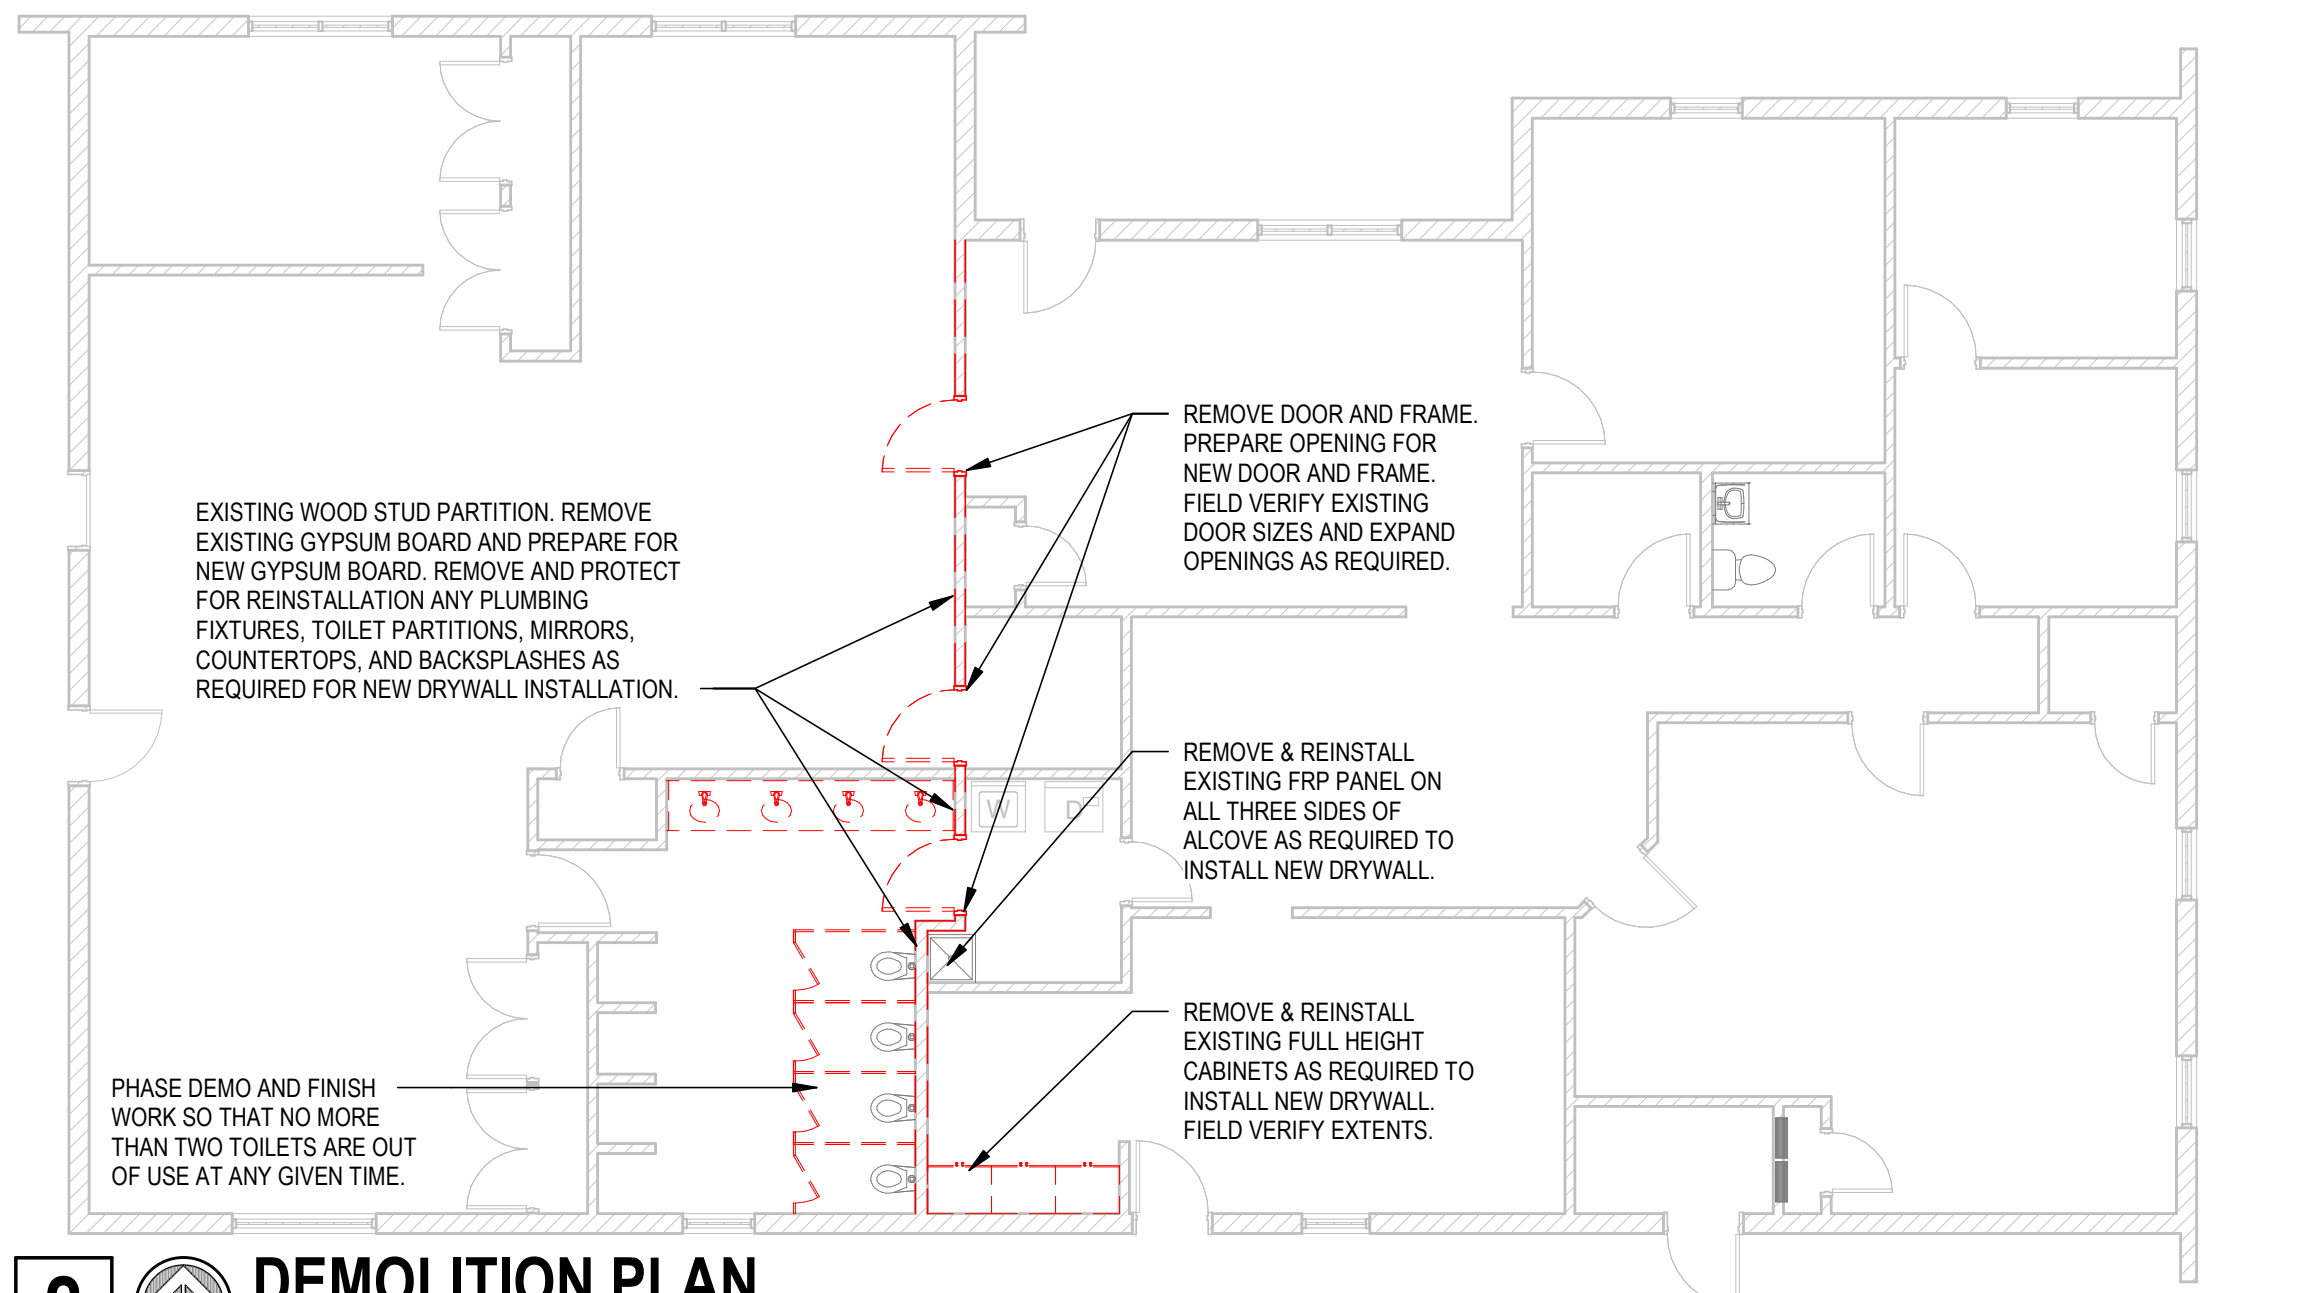 REMOVE DOOR AND FRAME.
PREPARE OPENING FOR
NEW DOOR AND FRAME.
FIELD VERIFY EXISTING
DOOR SIZES AND EXPAND
OPENINGS AS REQUIRED.
EXISTING WOOD STUD PARTITION. REMOVE
EXISTING GYPSUM BOARD AND PREPARE FOR
NEW GYPSUM BOARD. REMOVE AND PROTECT
FOR REINSTALLATION ANY PLUMBING
FIXTURES, TOILET PARTITIONS, MIRRORS,
COUNTERTOPS, AND BACKSPLASHES AS
REQUIRED FOR NEW DRYWALL INSTALLATION.
REMOVE & REINSTALL
EXISTING FRP PANEL ON
ALL THREE SIDES OF
ALCOVE AS REQUIRED TO
INSTALL NEW DRYWALL.
W
D
REMOVE & REINSTALL
EXISTING FULL HEIGHT
CABINETS AS REQUIRED TO
INSTALL NEW DRYWALL.
FIELD VERIFY EXTENTS.
PHASE DEMO AND FINISH
WORK SO THAT NO MORE
THAN TWO TOILETS ARE OUT
OF USE AT ANY GIVEN TIME.
DEMOLITION PLAN